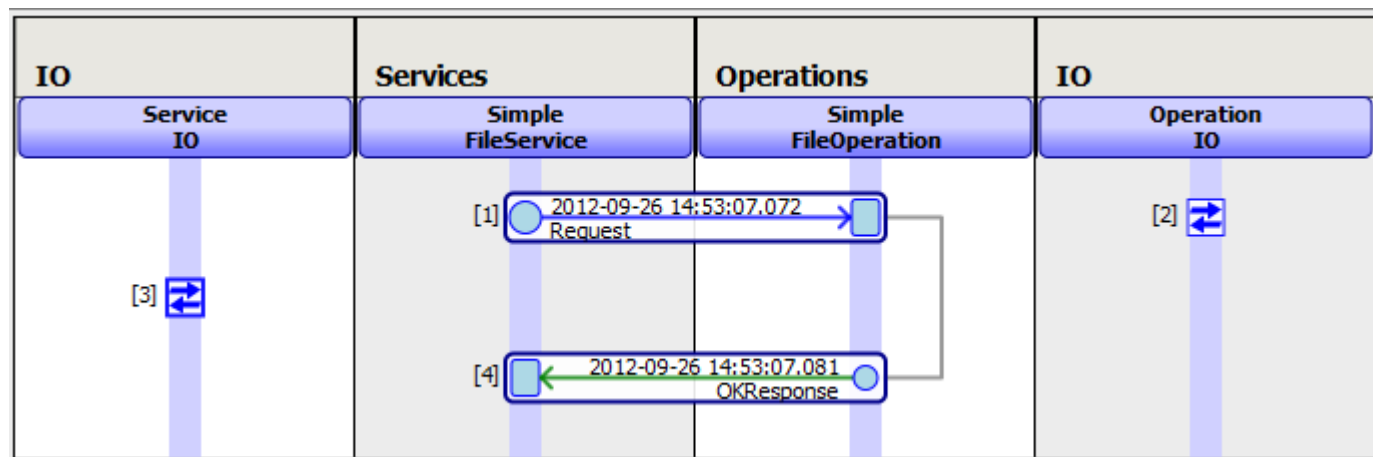 IO
Services
Operations
IO
Service
IO
Simple
FileService
Simple
FileOperation
Operation
IO
[1]
2012-09-26 14:53:07.072
Request
[2]
[3]
[4]
2012-09-26 14:53:07.081
OKResponse